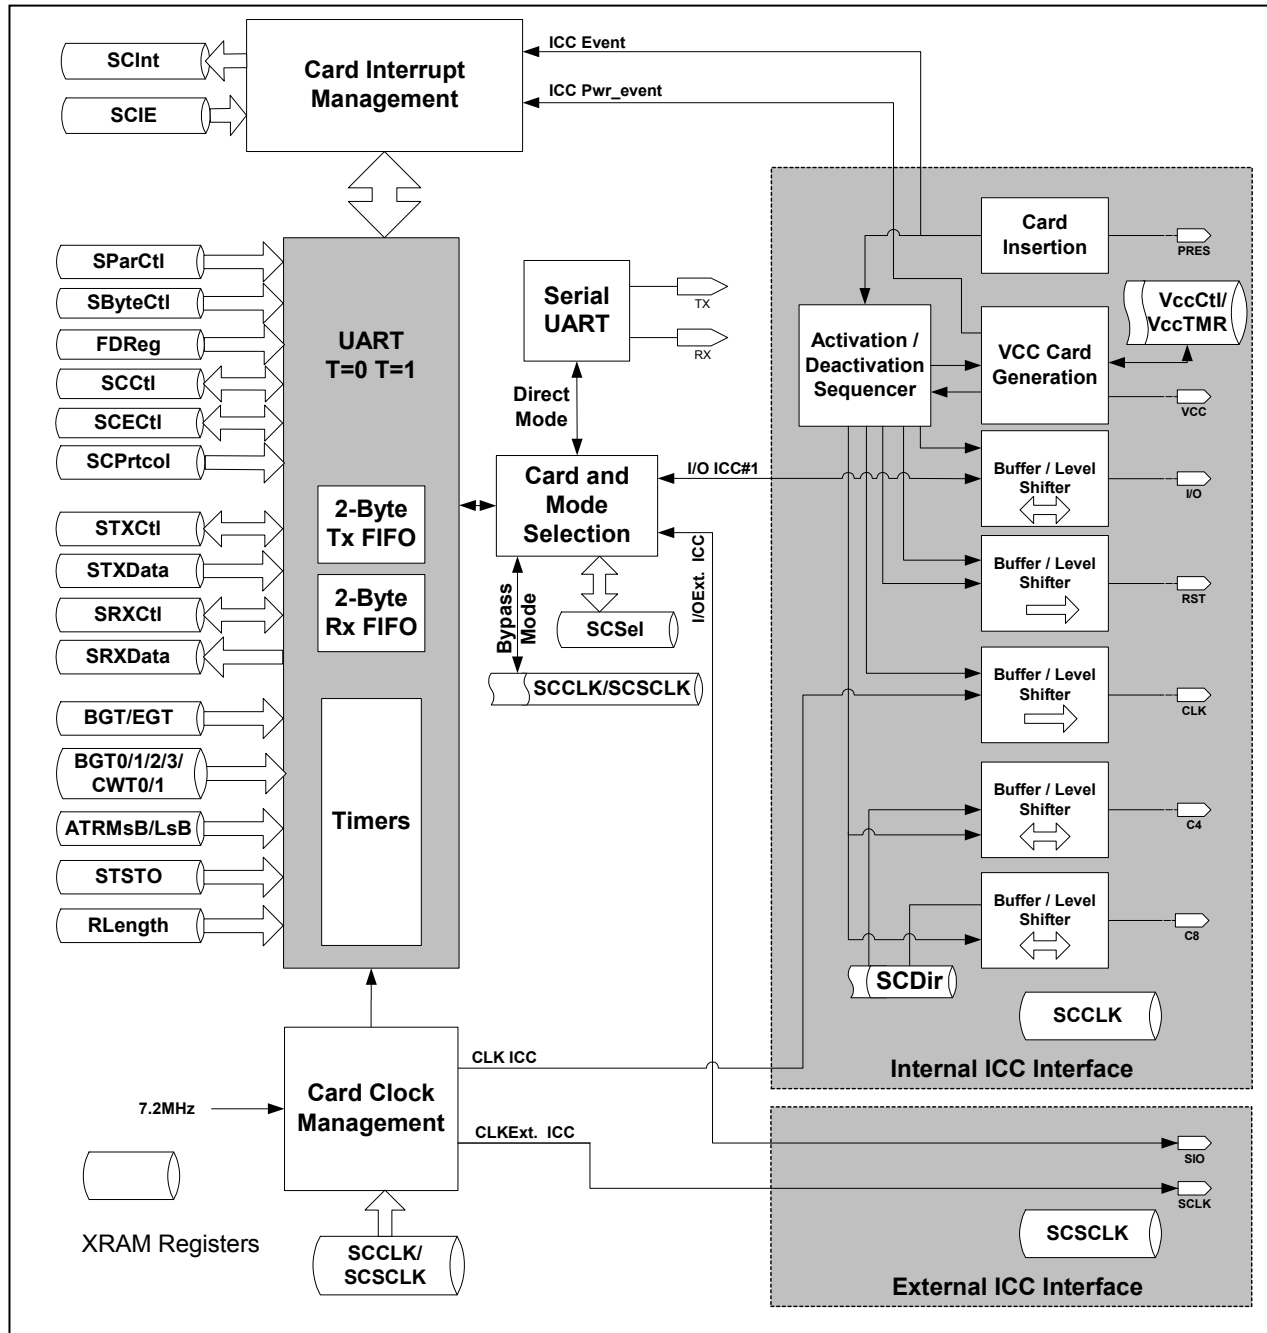 SCInt
SCIE
Card Interrupt
Management
ICC Event
ICC Pwr_event
SParCtl
SByteCtl
FDReg
SCCtl
SCECtl
SCPrtcol
STXCtl
STXData
SRXCtl
SRXData
BGT/EGT
BGT0/1/2/3/
CWT0/1
ATRMsB/LsB
STSTO
RLength
UART
T=0 T=1
2-Byte
Tx FIFO
2-Byte
Rx FIFO
Timers
Serial
UART
TX
RX
Direct
Mode
Card and
Mode
Selection
I/O ICC#1
I/OExt. ICC
Bypass
Mode
SCSel
SCCLK/SCSCLK
Card
Insertion
PRES
Activation /
Deactivation
Sequencer
VCC Card
Generation
VccCtl/
VccTMR
VCC
Buffer / Level
Shifter
I/O
Buffer / Level
Shifter
RST
Buffer / Level
Shifter
CLK
Buffer / Level
Shifter
C4
Buffer / Level
Shifter
C8
SCDir
SCCLK
Internal ICC Interface
7.2MHz
Card Clock
Management
CLK ICC
CLKExt. ICC
SIO
SCLK
SCSCLK
External ICC Interface
XRAM Registers
SCCLK/
SCSCLK